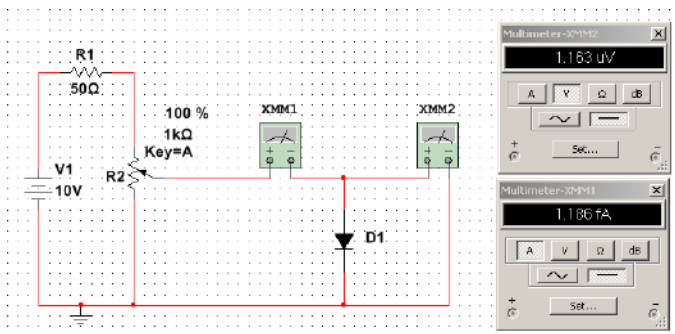 R1
50Ω
100 %
1kΩ
Key=A
R2
V1
10V
XMM1
XMM2
+ −
+ −
D1
Multimeter-XMM2
1.163 uV
A V Ω dB
+ Set... −
Multimeter-XMM1
1.186 fA
A V Ω dB
+ Set... −